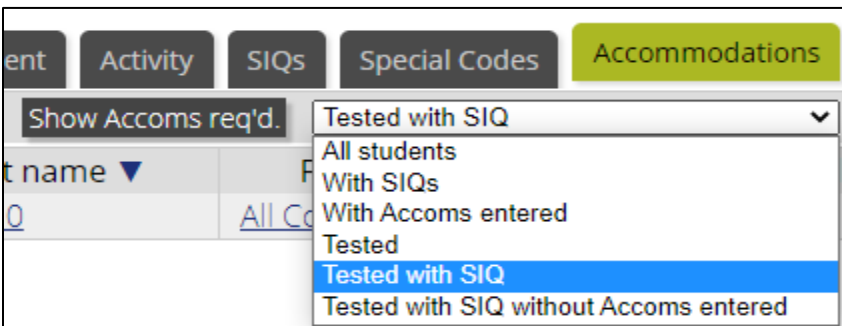 ent Activity SIQs Special Codes Accommodations
Show Accoms req'd. Tested with SIQ
All students
t name ▼
With SIQs
0 All Co With Accoms entered
Tested
Tested with SIQ
Tested with SIQ without Accoms entered